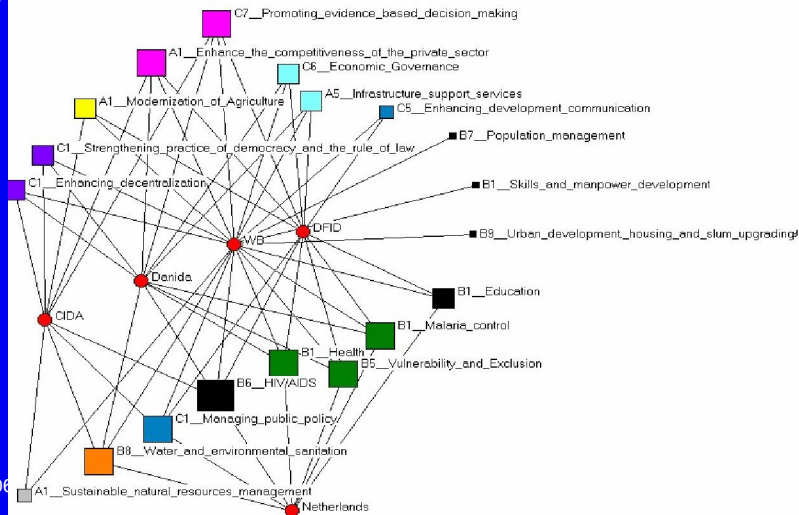 C7__Promoting_evidence_based_decision_making
A1__Enhance_the_competitiveness_of_the_private_sector
C6__Economic_Governance
A5__Infrastructure_support_services
A1__Modernization_of_Agriculture
C5__Enhancing_development_communication
B7__Population_management
C1__Strengthening_practice_of_democracy_and_the_rule_of_law
C1__Enhancing_decentralization
B1__Skills_and_manpower_development
DFID
WB
B9__Urban_development_housing_and_slum_upgrading
Danida
B1__Education
CIDA
B1__Malaria_control
B1__Health
B5__Vulnerability_and_Exclusion
B6__HIV/AIDS
C1__Managing_public_policy
B8__Water_and_environmental_sanitation
06
A1__Sustainable_natural_resources_management
Netherlands